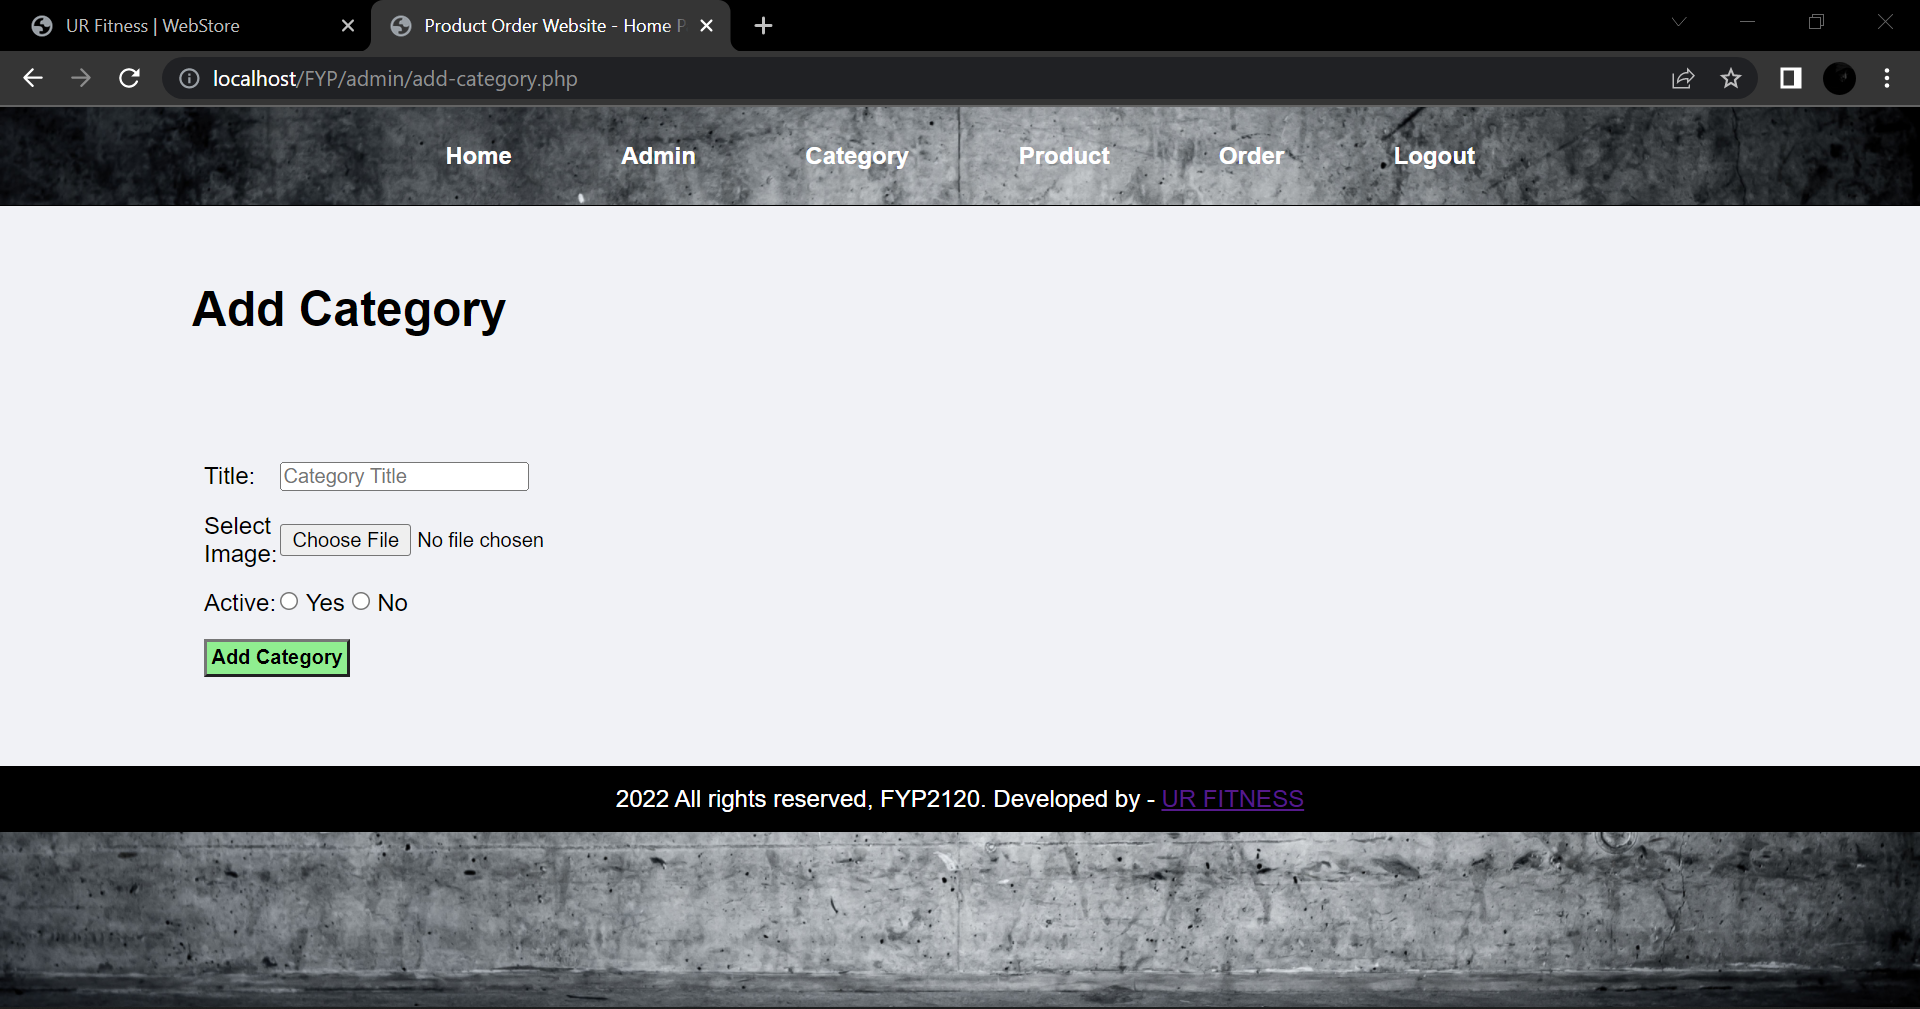 UR Fitness | WebStore
Product Order Website - Home P
localhost/FYP/admin/add-category.php
Home Admin Category Product Order Logout
Add Category
Title: Category Title
Select
Image: Choose File No file chosen
Active: Yes No
Add Category
2022 All rights reserved, FYP2120. Developed by - UR FITNESS